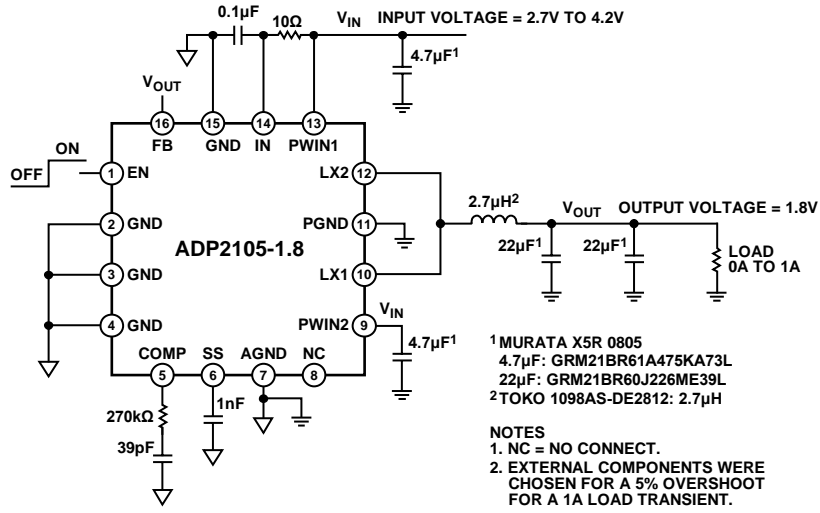 0.1µF
10Ω
VIN
INPUT VOLTAGE = 2.7V TO 4.2V
4.7µF1
VOUT
16
15
14
13
FB
GND
IN
PWIN1
ON
OFF
1
EN
LX2
12
2
GND
PGND
11
ADP2105-1.8
3
GND
LX1
10
4
GND
PWIN2
9
VIN
4.7µF1
2.7µH2
VOUT
OUTPUT VOLTAGE = 1.8V
22µF1
22µF1
LOAD
0A TO 1A
COMP
SS
AGND
NC
5
6
7
8
270kΩ
1nF
39pF
1 MURATA X5R 0805
4.7µF: GRM21BR61A475KA73L
22µF: GRM21BR60J226ME39L
2 TOKO 1098AS-DE2812: 2.7µH
NOTES
1. NC = NO CONNECT.
2. EXTERNAL COMPONENTS WERE
CHOSEN FOR A 5% OVERSHOOT
FOR A 1A LOAD TRANSIENT.